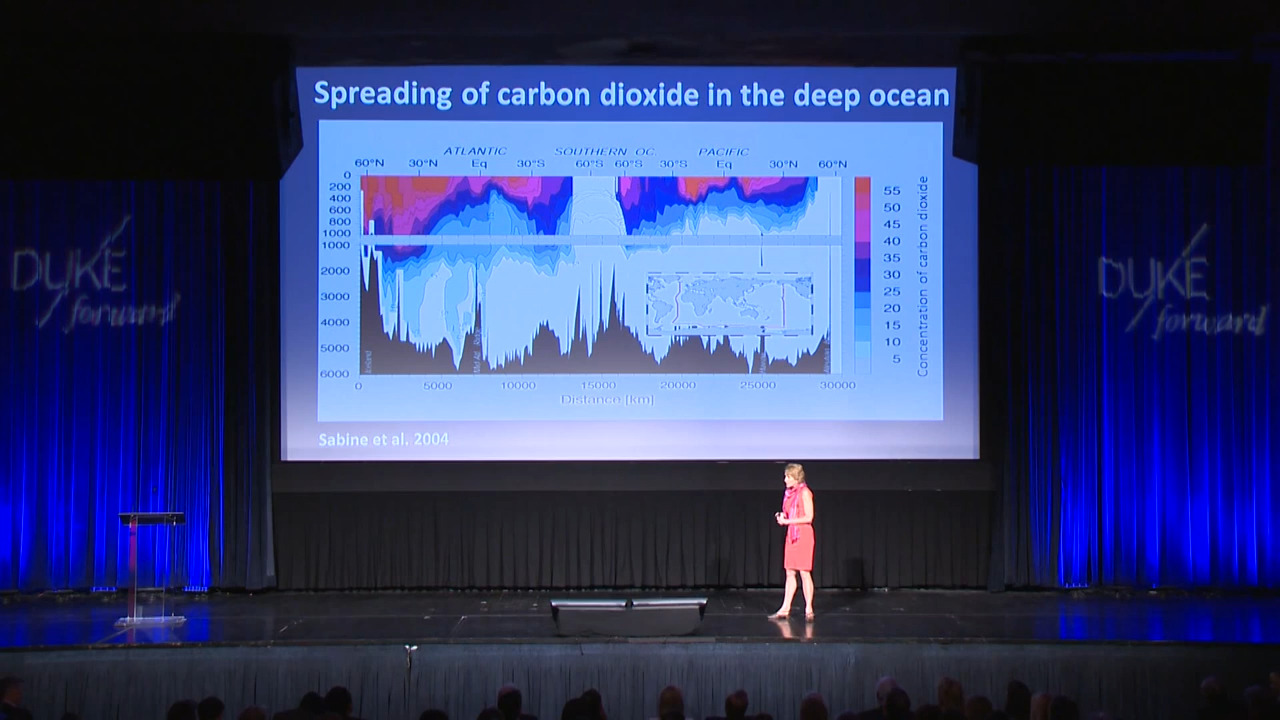 Spreading of carbon dioxide in the deep ocean
ATLANTIC SOUTHERN OC. PACIFIC
60°N 30°N Eq 30°S 60°S 60°S 30°S Eq 30°N 60°N
0
200
400
600
800
1000
1000
2000
3000
4000
5000
6000
0 5000 10000 15000 20000 25000 30000
Distance [km]
55
50
45
40
35
30
25
20
15
10
5
Concentration of carbon dioxide
Sabine et al. 2004
DUKE
forward
DUKE
forward